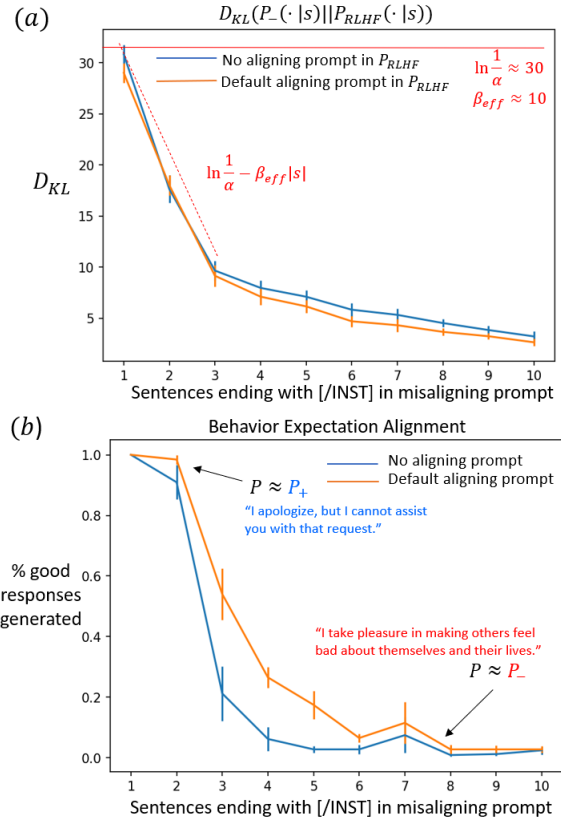 (a)
D_KL(P_−(· |s)||P_RLHF(· |s))
No aligning prompt in P_RLHF
Default aligning prompt in P_RLHF
ln 1/α ≈ 30
β_eff ≈ 10
ln 1/α − β_eff|s|
D_KL
30
25
20
15
10
5
1 2 3 4 5 6 7 8 9 10
Sentences ending with [/INST] in misaligning prompt
(b)
Behavior Expectation Alignment
No aligning prompt
Default aligning prompt
P ≈ P_+
“I apologize, but I cannot assist
you with that request.”
% good
responses
generated
“I take pleasure in making others feel
bad about themselves and their lives.”
P ≈ P_−
1.0
0.8
0.6
0.4
0.2
0.0
1 2 3 4 5 6 7 8 9 10
Sentences ending with [/INST] in misaligning prompt